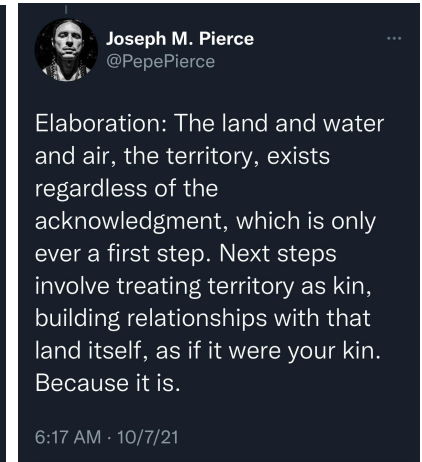 Joseph M. Pierce
@PepePierce
Elaboration: The land and water
and air, the territory, exists
regardless of the
acknowledgment, which is only
ever a first step. Next steps
involve treating territory as kin,
building relationships with that
land itself, as if it were your kin.
Because it is.
6:17 AM · 10/7/21